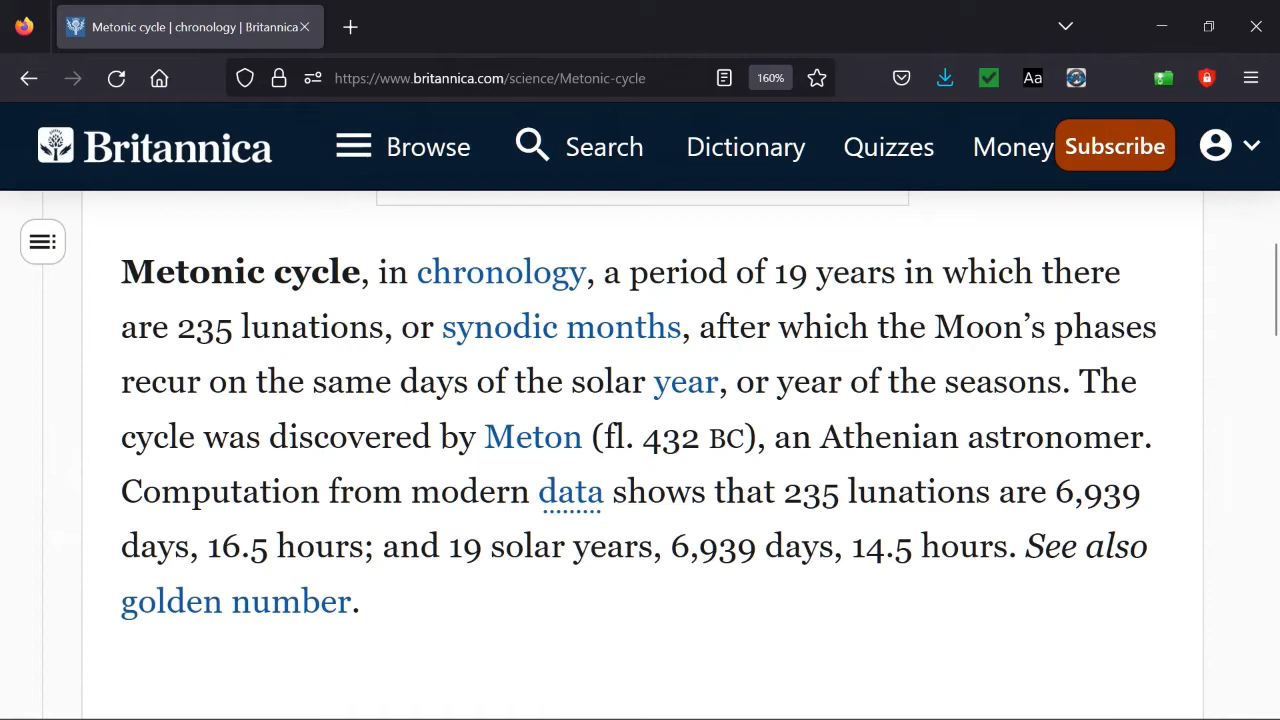 Metonic cycle | chronology | Britannica
https://www.britannica.com/science/Metonic-cycle 160% Aa
Britannica Browse Search Dictionary Quizzes Money Subscribe
Metonic cycle, in chronology, a period of 19 years in which there
are 235 lunations, or synodic months, after which the Moon’s phases
recur on the same days of the solar year, or year of the seasons. The
cycle was discovered by Meton (fl. 432 BC), an Athenian astronomer.
Computation from modern data shows that 235 lunations are 6,939
days, 16.5 hours; and 19 solar years, 6,939 days, 14.5 hours. See also
golden number.